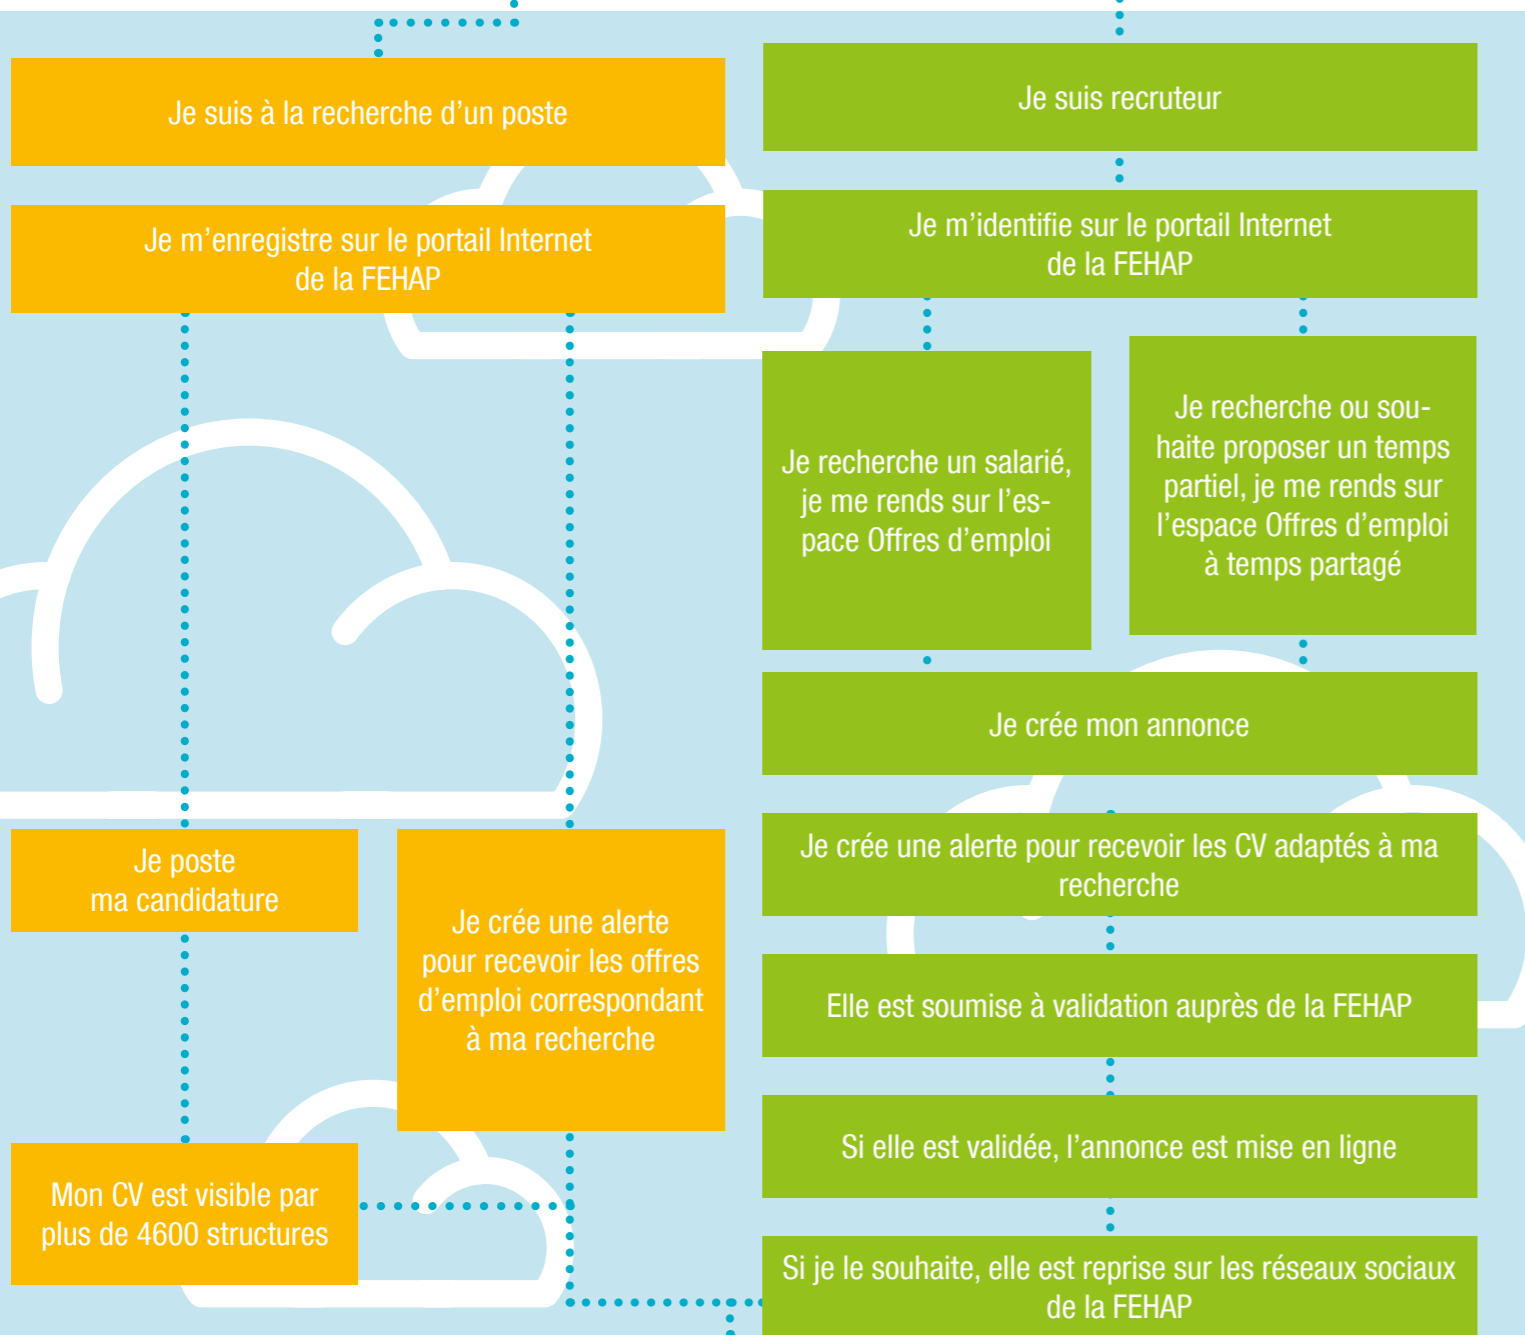 Je suis à la recherche d’un poste
Je m’enregistre sur le portail Internet
de la FEHAP
Je poste
ma candidature
Je crée une alerte
pour recevoir les offres
d’emploi correspondant
à ma recherche
Mon CV est visible par
plus de 4600 structures
Je suis recruteur
Je m’identifie sur le portail Internet
de la FEHAP
Je recherche un salarié,
je me rends sur l’es-
pace Offres d’emploi
Je recherche ou sou-
haite proposer un temps
partiel, je me rends sur
l’espace Offres d’emploi
à temps partagé
Je crée mon annonce
Je crée une alerte pour recevoir les CV adaptés à ma
recherche
Elle est soumise à validation auprès de la FEHAP
Si elle est validée, l’annonce est mise en ligne
Si je le souhaite, elle est reprise sur les réseaux sociaux
de la FEHAP